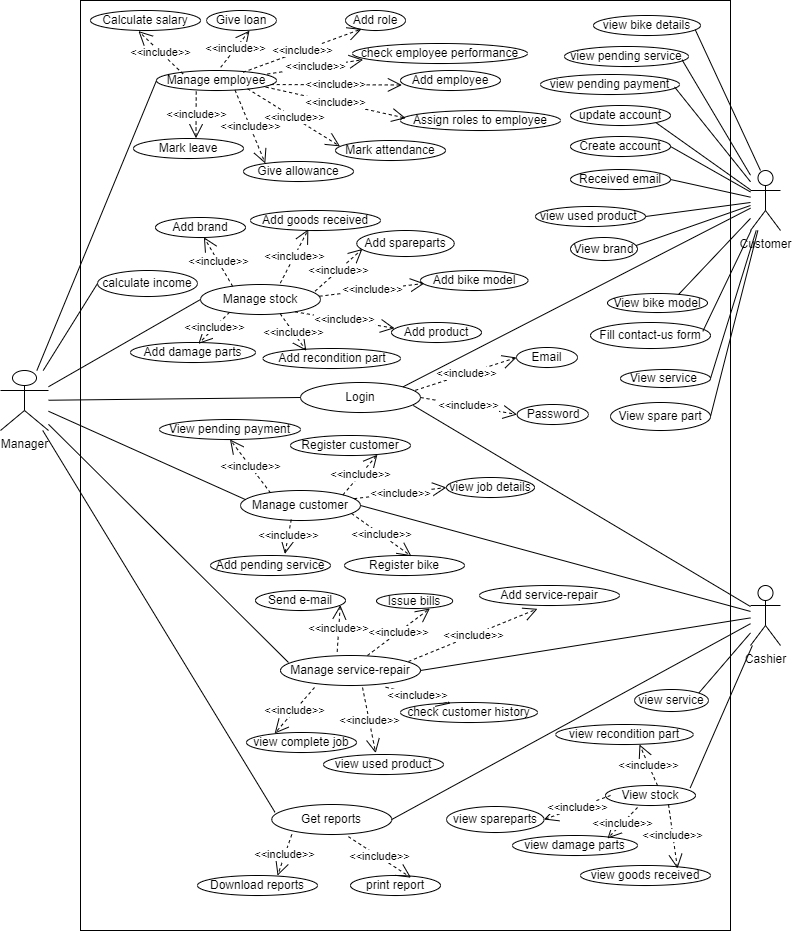 Calculate salary
Give loan
Add role
view bike details
<<include>>
<<include>>
<<include>>
check employee performance
view pending service
Manage employee
<<include>>
<<include>>
Add employee
view pending payment
<<include>>
<<include>>
<<include>>
<<include>>
<<include>>
Assign roles to employee
update account
Mark leave
Mark attendance
Create account
Give allowance
Received email
Add brand
Add goods received
view used product
Customer
Add spareparts
View brand
<<include>>
<<include>>
<<include>>
calculate income
Manage stock
<<include>>
Add bike model
View bike model
<<include>>
<<include>>
<<include>>
Add product
Fill contact-us form
Add damage parts
Add recondition part
Email
<<include>>
View service
Login
<<include>>
Password
View spare part
Manager
View pending payment
Register customer
<<include>>
<<include>>
<<include>>
view job details
Manage customer
<<include>>
<<include>>
Add pending service
Register bike
Send e-mail
Issue bills
Add service-repair
<<include>>
<<include>>
<<include>>
Cashier
Manage service-repair
<<include>>
view service
<<include>>
<<include>>
check customer history
view complete job
view used product
view recondition part
<<include>>
View stock
<<include>>
Get reports
view spareparts
<<include>>
<<include>>
view damage parts
<<include>>
<<include>>
view goods received
Download reports
print report